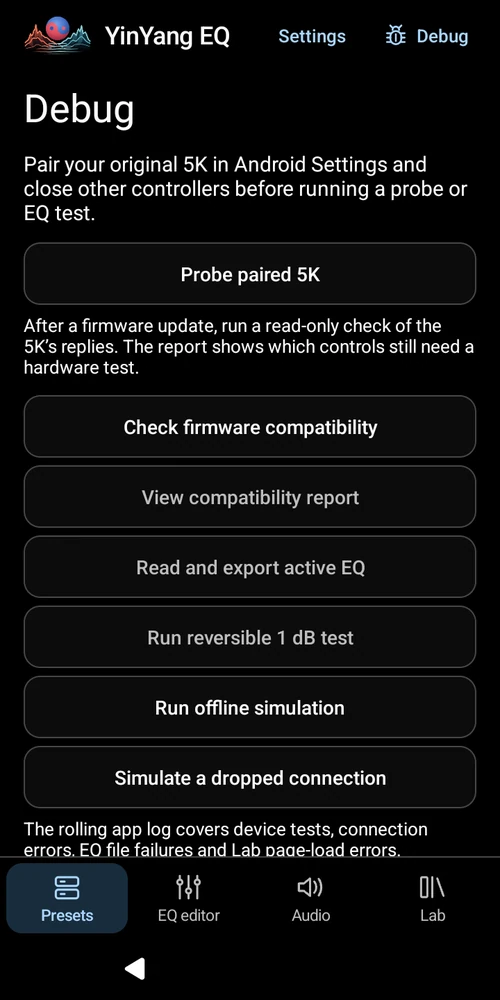 YinYang EQ
Settings
Debug
Debug
Pair your original 5K in Android Settings and
close other controllers before running a probe or
EQ test.
Probe paired 5K
After a firmware update, run a read-only check of the
5K’s replies. The report shows which controls still need a
hardware test.
Check firmware compatibility
View compatibility report
Read and export active EQ
Run reversible 1 dB test
Run offline simulation
Simulate a dropped connection
The rolling app log covers device tests, connection
errors, EQ file failures and Lab page-load errors.
Presets
EQ editor
Audio
Lab